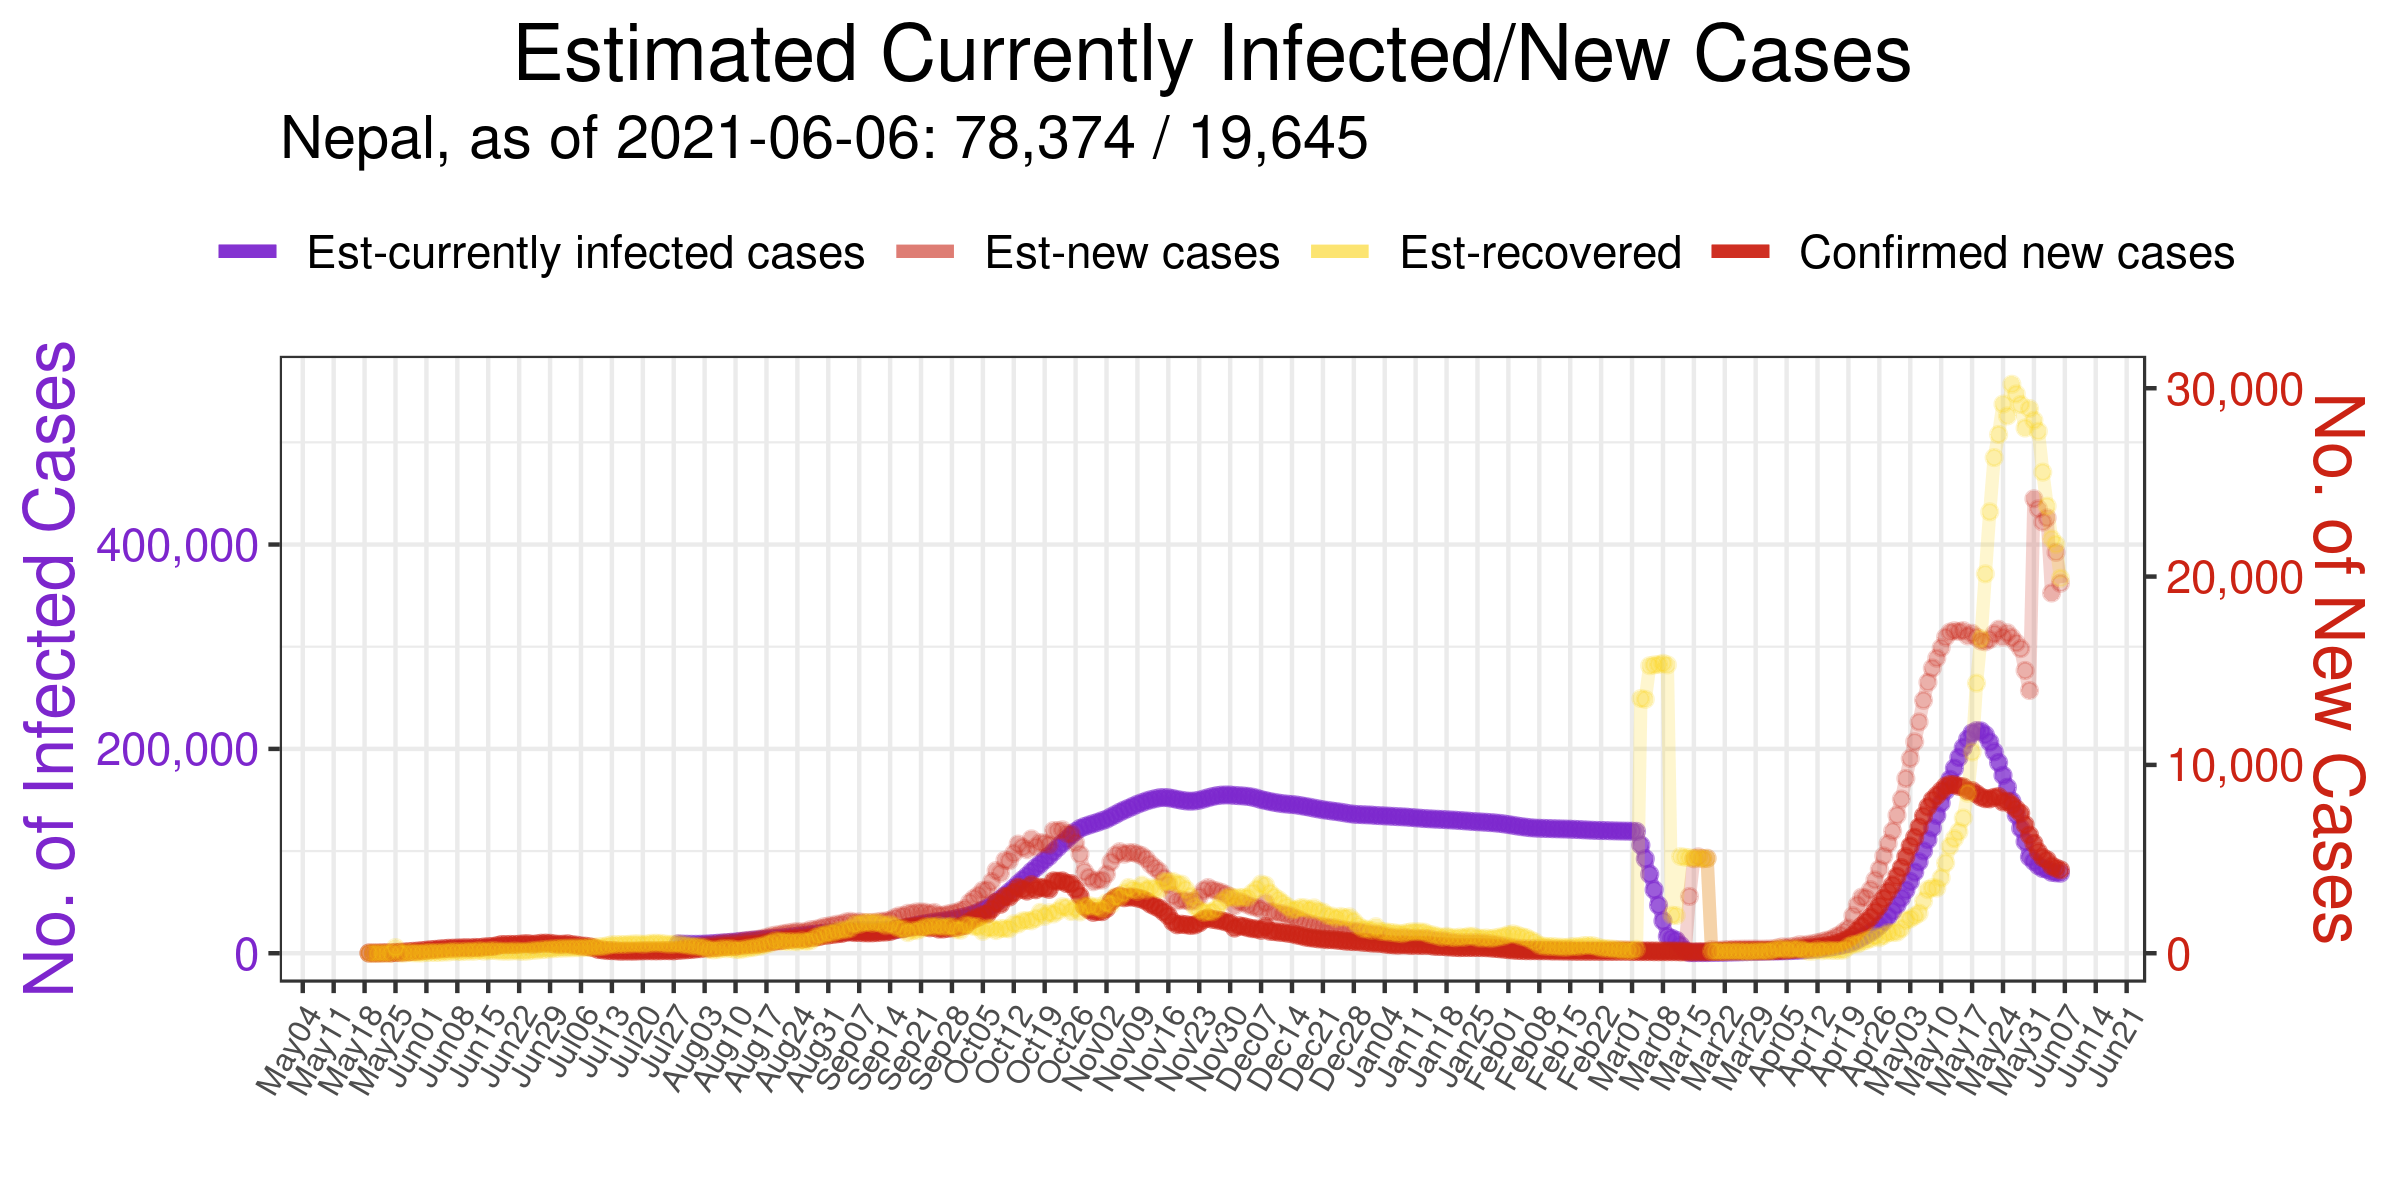 Estimated Currently Infected/New Cases
Nepal, as of 2021-06-06: 78,374 / 19,645
Est-currently infected cases Est-new cases Est-recovered Confirmed new cases
No. of Infected Cases
400,000
200,000
0
30,000
20,000
10,000
0
No. of New Cases
May04 May11 May18 May25 Jun01 Jun08 Jun15 Jun22 Jun29 Jul06 Jul13 Jul20 Jul27 Aug03 Aug10 Aug17 Aug24 Aug31 Sep07 Sep14 Sep21 Sep28 Oct05 Oct12 Oct19 Oct26 Nov02 Nov09 Nov16 Nov23 Nov30 Dec07 Dec14 Dec21 Dec28 Jan04 Jan11 Jan18 Jan25 Feb01 Feb08 Feb15 Feb22 Mar01 Mar08 Mar15 Mar22 Mar29 Apr05 Apr12 Apr19 Apr26 May03 May10 May17 May24 May31 Jun07 Jun14 Jun21